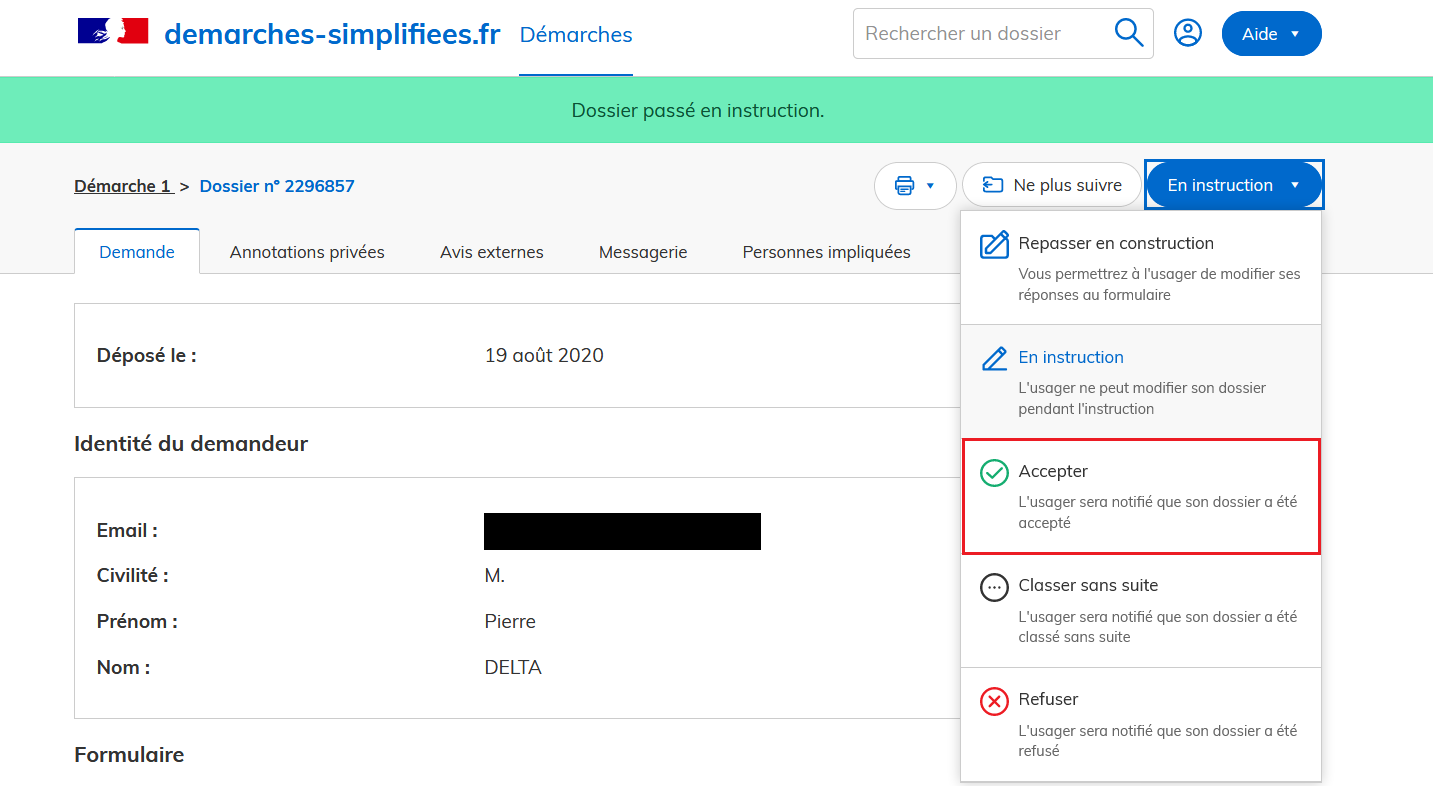 demarches-simplifiees.fr
Démarches
Rechercher un dossier
Aide
Dossier passé en instruction.
Démarche 1 > Dossier n° 2296857
Ne plus suivre
En instruction
Demande
Annotations privées
Avis externes
Messagerie
Personnes impliquées
Repasser en construction
Vous permettrez à l'usager de modifier ses
réponses au formulaire
En instruction
L'usager ne peut modifier son dossier
pendant l'instruction
Accepter
L'usager sera notifié que son dossier a été
accepté
Classer sans suite
L'usager sera notifié que son dossier a été
classé sans suite
Refuser
L'usager sera notifié que son dossier a été
refusé
Déposé le : 19 août 2020
Identité du demandeur
Email :
Civilité : M.
Prénom : Pierre
Nom : DELTA
Formulaire